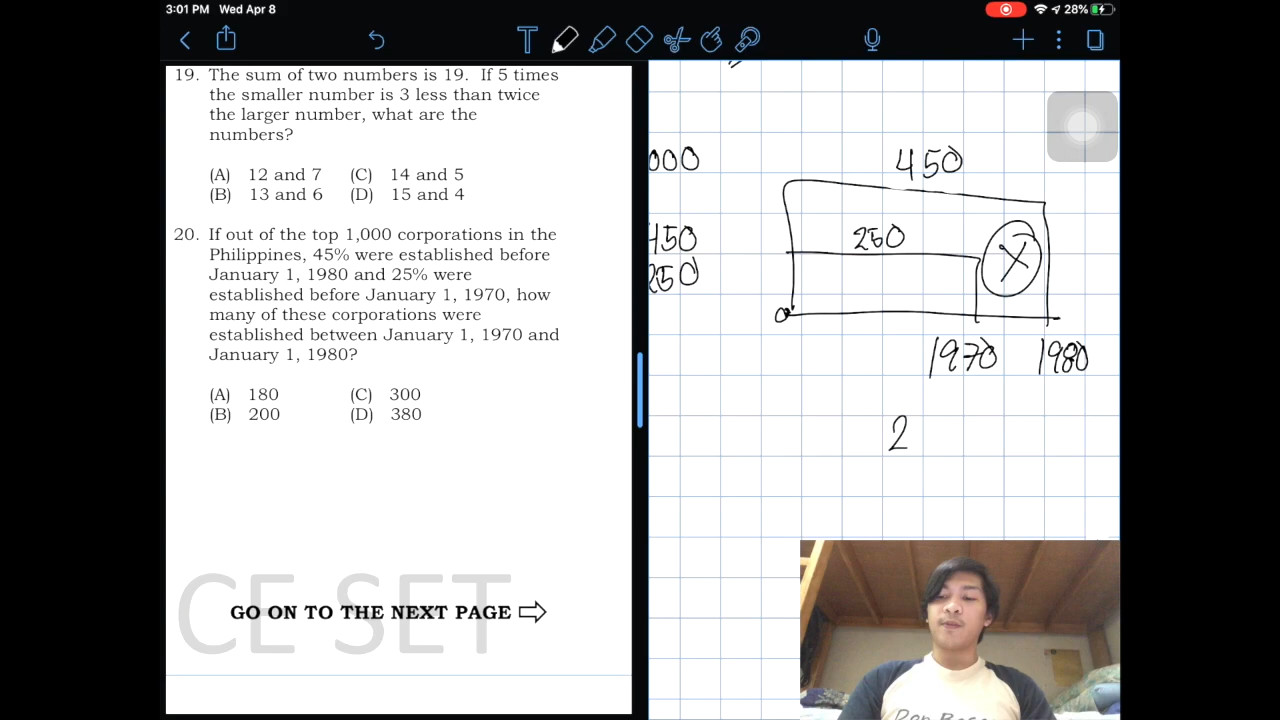 3:01 PM Wed Apr 8
28%
19. The sum of two numbers is 19. If 5 times
the smaller number is 3 less than twice
the larger number, what are the
numbers?
(A) 12 and 7 (C) 14 and 5
(B) 13 and 6 (D) 15 and 4
20. If out of the top 1,000 corporations in the
Philippines, 45% were established before
January 1, 1980 and 25% were
established before January 1, 1970, how
many of these corporations were
established between January 1, 1970 and
January 1, 1980?
(A) 180 (C) 300
(B) 200 (D) 380
CE SET
GO ON TO THE NEXT PAGE
000
450
250
450
250
X
0
1970 1980
2